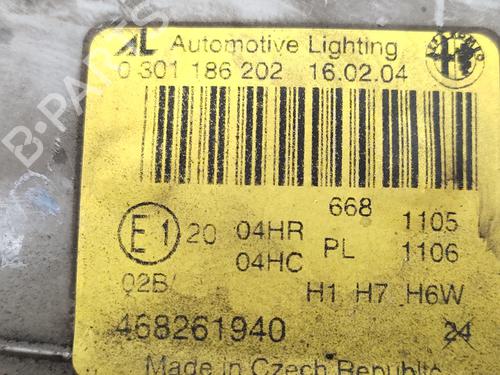 AL Automotive Lighting
0 301 186 202 16.02.04
668 1105
E1 20 04HR PL 1106
04HC
02B/ H1 H7 H6W
468261940 24
Made in Czech Republic
B-PARTS